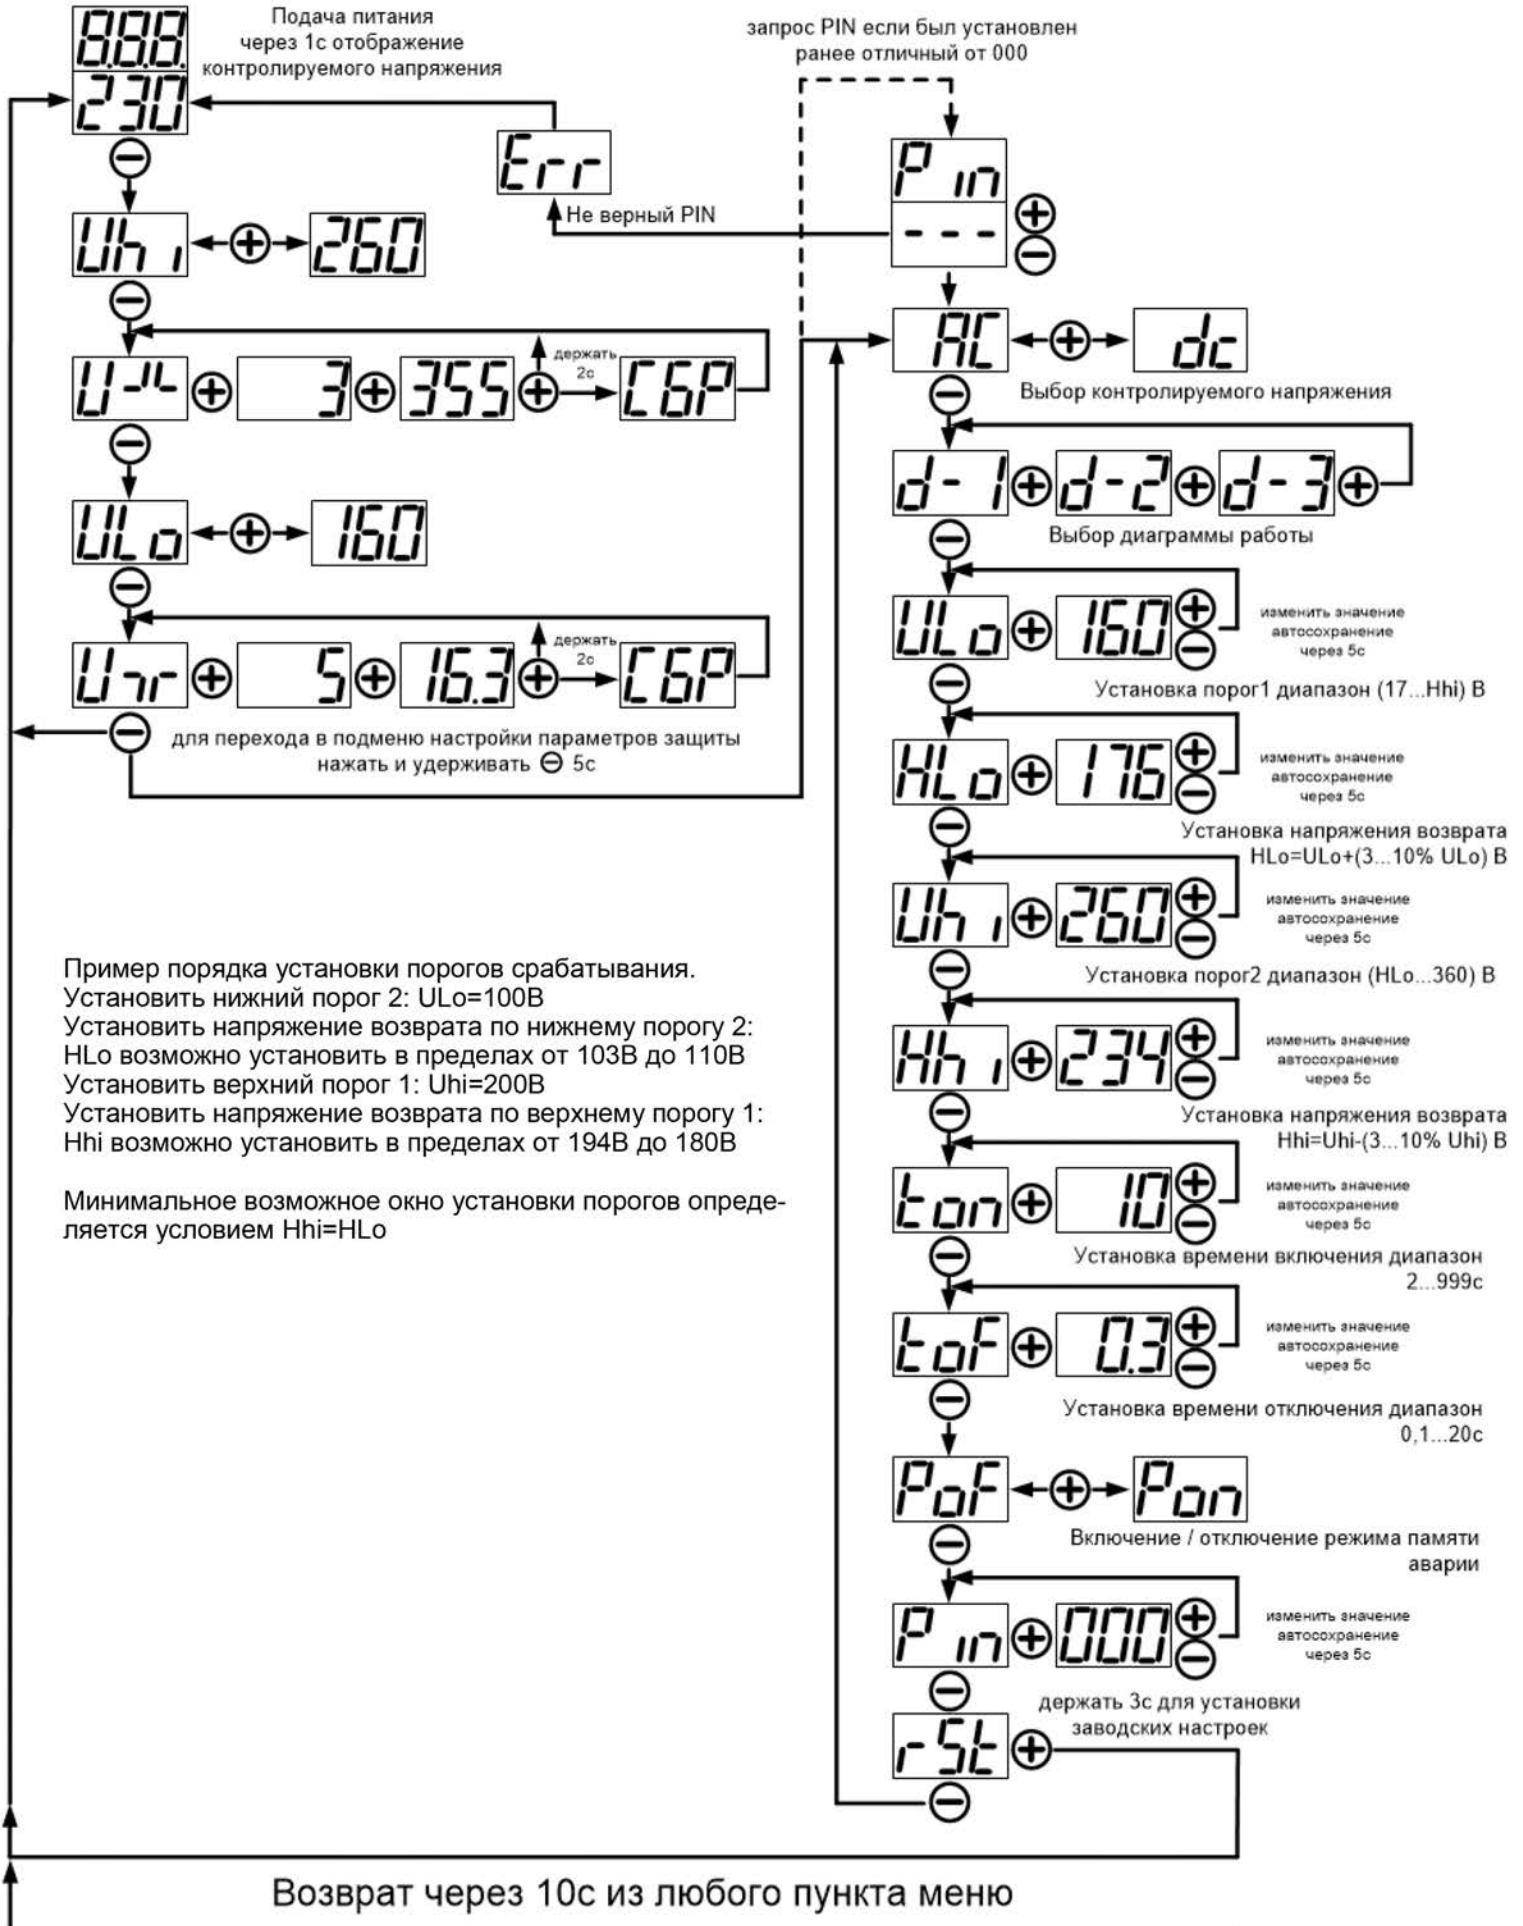 888.
Подача питания
через 1с отображение
контролируемого напряжения
230
Uhi
260
3
355
держать
2с
СБР
ULo
160
5
16.3
держать
2с
СБР
для перехода в подменю настройки параметров защиты
нажать и удерживать ⊖ 5с
Err
Не верный PIN
запрос PIN если был установлен
ранее отличный от 000
Pin
- - -
AC
dc
Выбор контролируемого напряжения
d-1
d-2
d-3
Выбор диаграммы работы
ULo
160
изменить значение
автосохранение
через 5с
Установка порог1 диапазон (17...Hhi) В
HLo
176
изменить значение
автосохранение
через 5с
Установка напряжения возврата
HLo=ULo+(3...10% ULo) В
Uhi
260
изменить значение
автосохранение
через 5с
Установка порог2 диапазон (HLo...360) В
Hhi
234
изменить значение
автосохранение
через 5с
Установка напряжения возврата
Hhi=Uhi-(3...10% Uhi) В
ton
10
изменить значение
автосохранение
через 5с
Установка времени включения диапазон
2...999с
toF
0.3
изменить значение
автосохранение
через 5с
Установка времени отключения диапазон
0,1...20с
PoF
Pon
Включение / отключение режима памяти
аварии
Pin
000
изменить значение
автосохранение
через 5с
rSt
держать 3с для установки
заводских настроек
Пример порядка установки порогов срабатывания.
Установить нижний порог 2: ULo=100В
Установить напряжение возврата по нижнему порогу 2:
HLo возможно установить в пределах от 103В до 110В
Установить верхний порог 1: Uhi=200В
Установить напряжение возврата по верхнему порогу 1:
Hhi возможно установить в пределах от 194В до 180В
Минимальное возможное окно установки порогов опреде-
ляется условием Hhi=HLo
Возврат через 10с из любого пункта меню